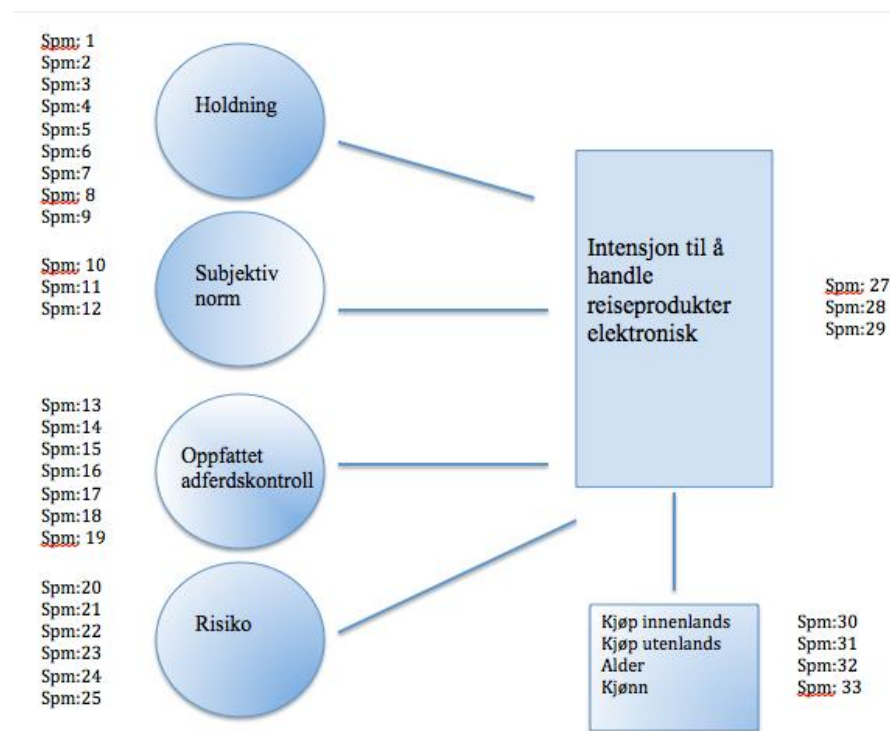 Spm; 1
Spm:2
Spm:3
Spm:4
Spm:5
Spm:6
Spm:7
Spm; 8
Spm:9
Holdning
Spm; 10
Spm:11
Spm:12
Subjektiv
norm
Spm:13
Spm:14
Spm:15
Spm:16
Spm:17
Spm:18
Spm; 19
Oppfattet
adferdskontroll
Spm:20
Spm:21
Spm:22
Spm:23
Spm:24
Spm:25
Risiko
Intensjon til å
handle
reiseprodukter
elektronisk
Spm; 27
Spm:28
Spm:29
Kjøp innenlands
Kjøp utenlands
Alder
Kjønn
Spm:30
Spm:31
Spm:32
Spm; 33